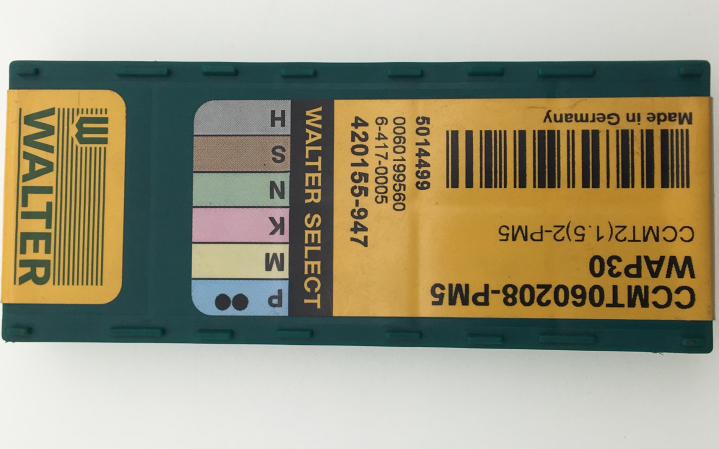 CCMT060208-PM5
WAP30
CCMT2(1.5)2-PM5
Made in Germany
5014499
0060199560
6-417-0005
420155-947
WALTER SELECT
P
M
K
N
S
H
WALTER